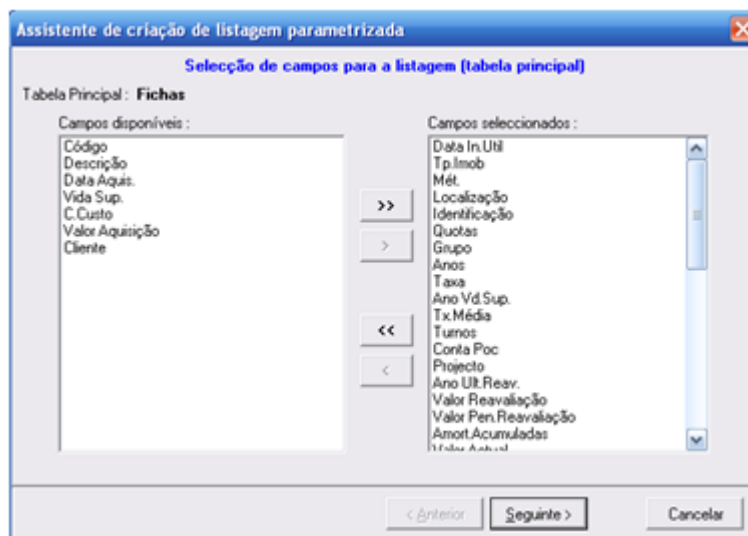 Assistente de criação de listagem parametrizada
Selecção de campos para a listagem (tabela principal)
Tabela Principal : Fichas
Campos disponíveis :
Código
Descrição
Data Aquis.
Vida Sup.
C.Custo
Valor Aquisição
Cliente
>>
>
<<
<
Campos seleccionados :
Data In.Util
Tp.Imob
Mét.
Localização
Identificação
Quotas
Grupo
Anos
Taxa
Ano Vd.Sup.
Tx.Média
Turnos
Conta Poc
Projecto
Ano Ult.Reav.
Valor Reavaliação
Valor Pen.Reavaliação
Amort.Acumuladas
Valor Actual
< Anterior
Seguinte >
Cancelar